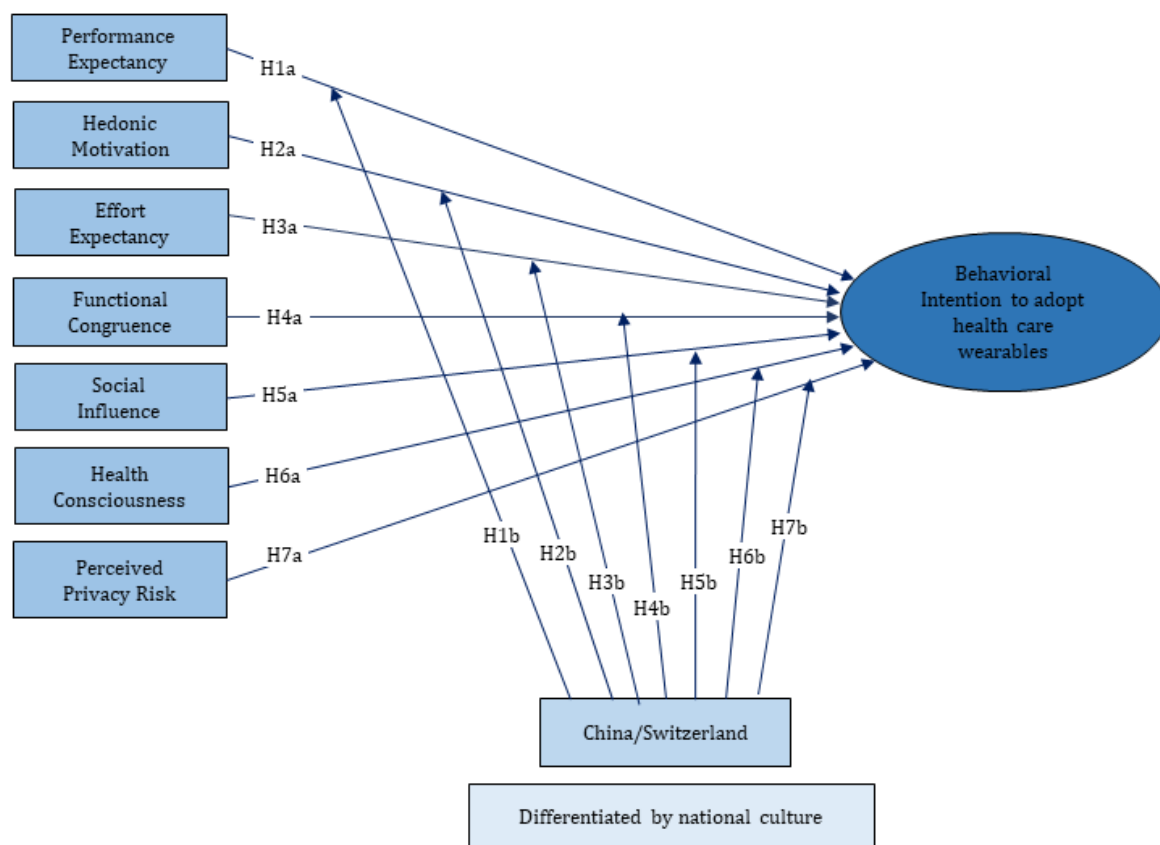 Performance
Expectancy
H1a
Hedonic
Motivation
H2a
Effort
Expectancy
H3a
Functional
Congruence
H4a
Social
Influence
H5a
Health
Consciousness
H6a
Perceived
Privacy Risk
H7a
Behavioral
Intention to adopt
health care
wearables
H1b
H2b
H3b
H4b
H5b
H6b
H7b
China/Switzerland
Differentiated by national culture